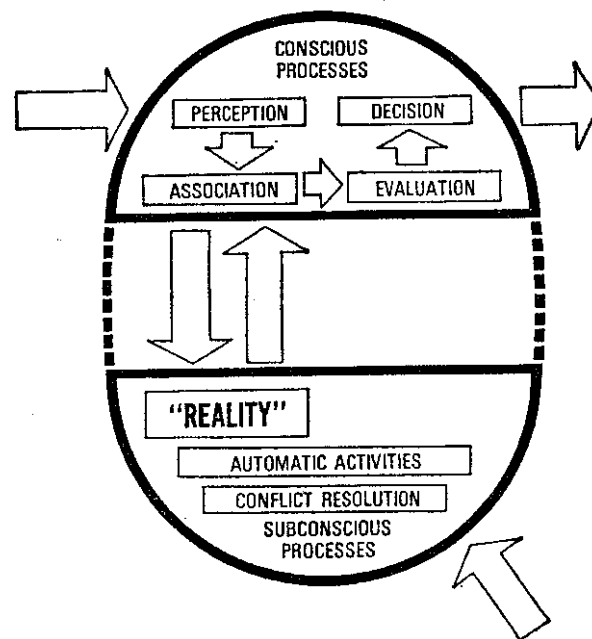 CONSCIOUS
PROCESSES
PERCEPTION
DECISION
ASSOCIATION
EVALUATION
"REALITY"
AUTOMATIC ACTIVITIES
CONFLICT RESOLUTION
SUBCONSCIOUS
PROCESSES